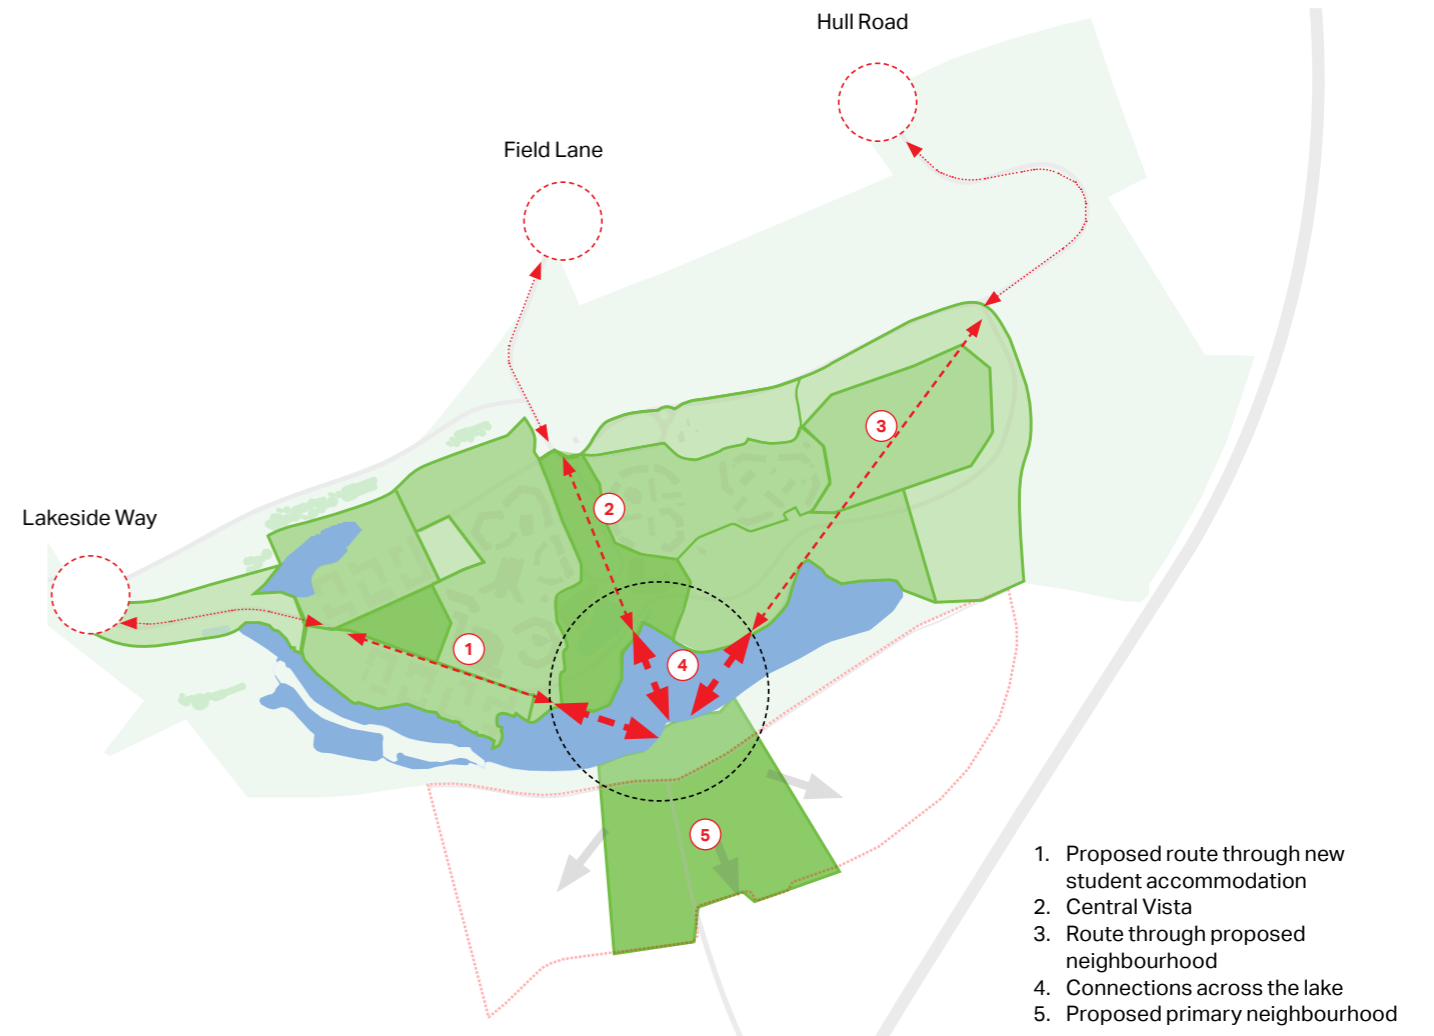 Hull Road
Field Lane
3
2
Lakeside Way
1
4
5
1. Proposed route through new
student accommodation
2. Central Vista
3. Route through proposed
neighbourhood
4. Connections across the lake
5. Proposed primary neighbourhood